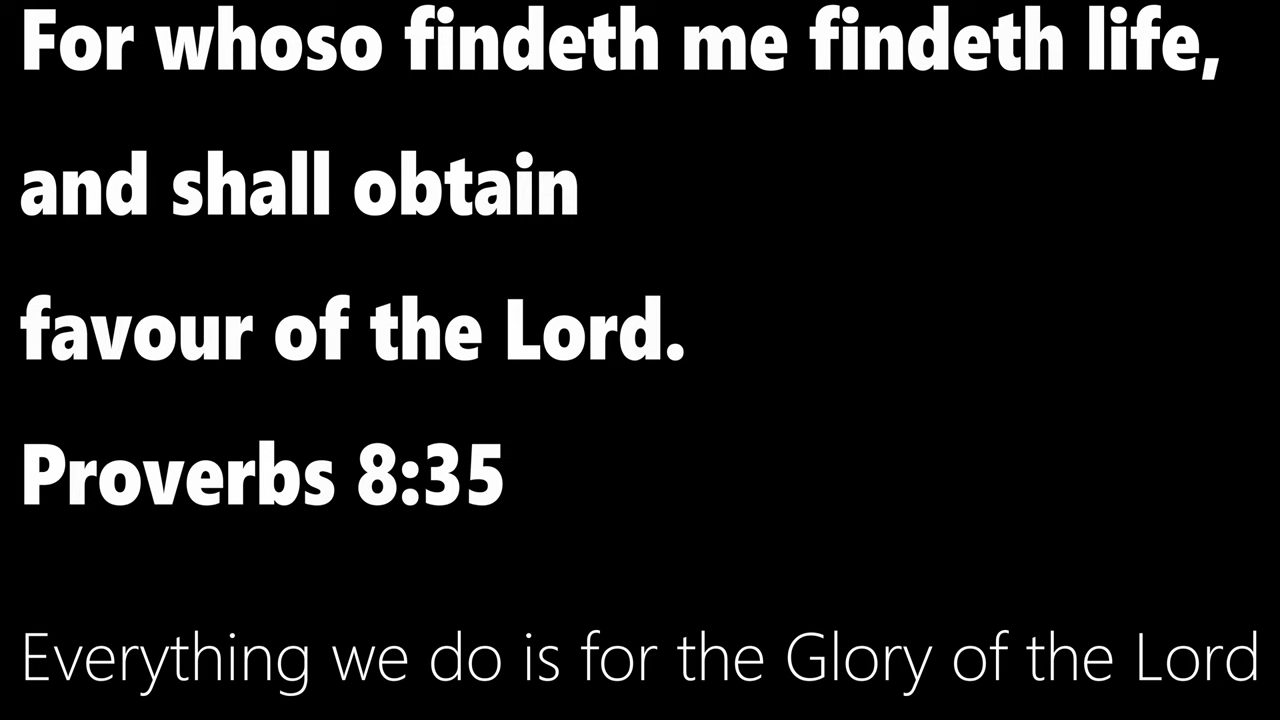 For whoso findeth me findeth life,
and shall obtain
favour of the Lord.
Proverbs 8:35
Everything we do is for the Glory of the Lord